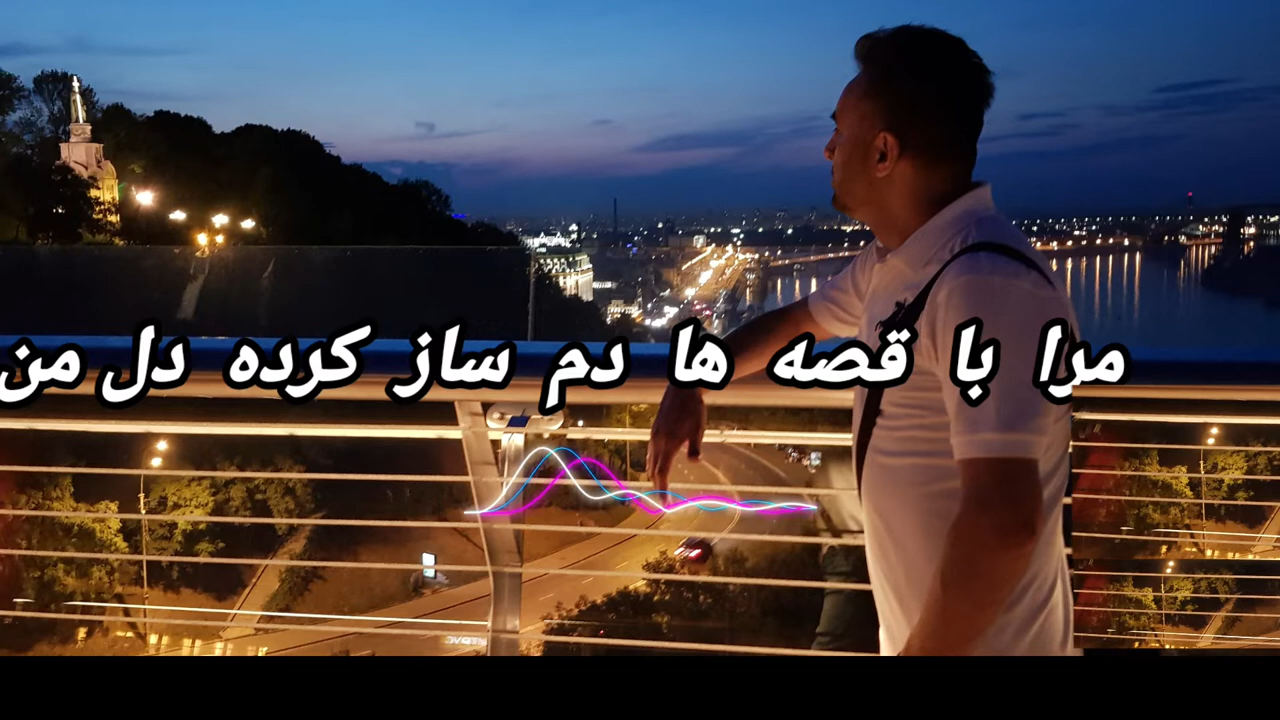 مرا با قصه ها دم ساز کرده دل من